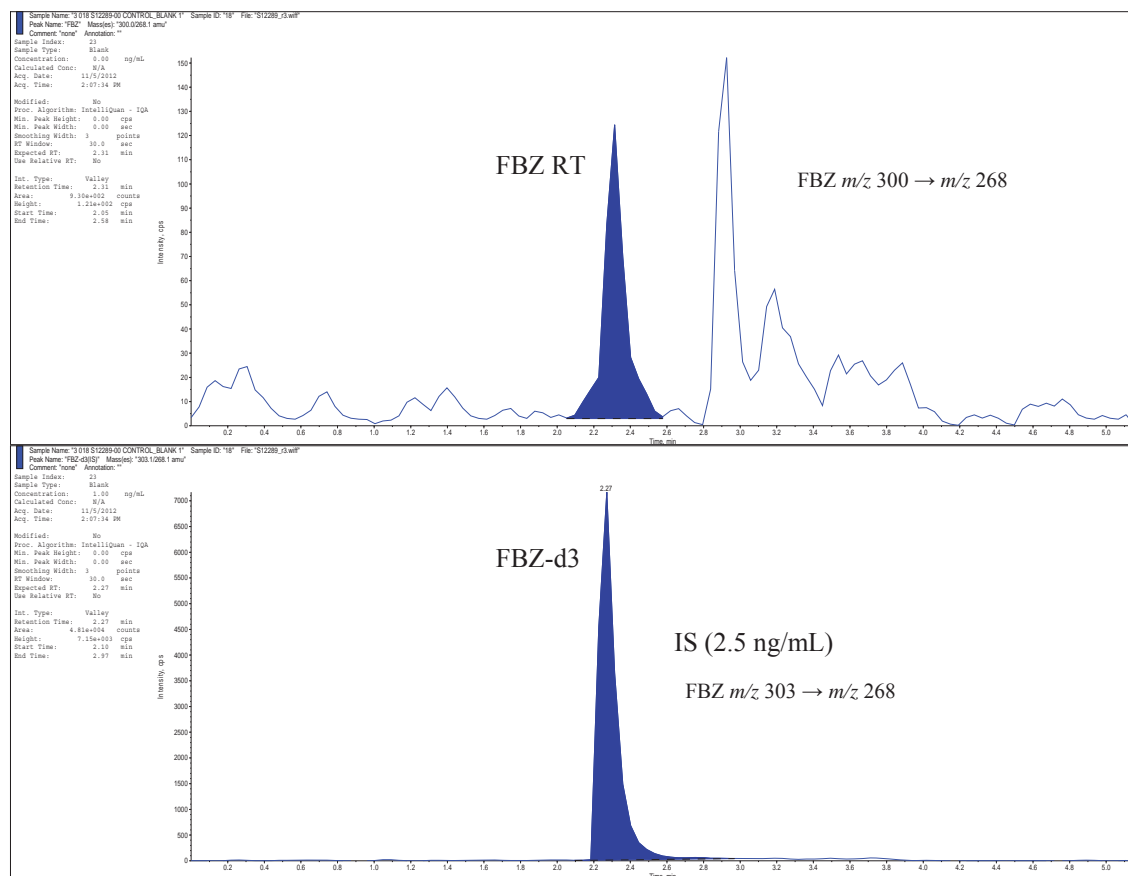 Sample Name: "3 018 S12289-00 CONTROL_BLANK 1" Sample ID: "18" File: "S12289_r3.wiff"
Peak Name: "FBZ" Mass(es): "300.0/268.1 amu"
Comment: "none" Annotation: ""
Sample Index: 23
Sample Type: Blank
Concentration: 0.00 ng/mL
Calculated Conc: N/A
Acq. Date: 11/5/2012
Acq. Time: 2:07:34 PM
Modified: No
Proc. Algorithm: IntelliQuan - IQA
Min. Peak Height: 0.00 cps
Min. Peak Width: 0.00 sec
Smoothing Width: 3 points
RT Window: 30.0 sec
Expected RT: 2.31 min
Use Relative RT: No
Int. Type: Valley
Retention Time: 2.31 min
Area: 9.30e+002 counts
Height: 1.21e+002 cps
Start Time: 2.05 min
End Time: 2.58 min
Intensity, cps
150
140
130
120
110
100
90
80
70
60
50
40
30
20
10
0
FBZ RT
FBZ m/z 300 → m/z 268
0.2 0.4 0.6 0.8 1.0 1.2 1.4 1.6 1.8 2.0 2.2 2.4 2.6 2.8 3.0 3.2 3.4 3.6 3.8 4.0 4.2 4.4 4.6 4.8 5.0
Time, min
Sample Name: "3 018 S12289-00 CONTROL_BLANK 1" Sample ID: "18" File: "S12289_r3.wiff"
Peak Name: "FBZ-d3(IS)" Mass(es): "303.1/268.1 amu"
Comment: "none" Annotation: ""
Sample Index: 23
Sample Type: Blank
Concentration: 1.00 ng/mL
Calculated Conc: N/A
Acq. Date: 11/5/2012
Acq. Time: 2:07:34 PM
Modified: No
Proc. Algorithm: IntelliQuan - IQA
Min. Peak Height: 0.00 cps
Min. Peak Width: 0.00 sec
Smoothing Width: 3 points
RT Window: 30.0 sec
Expected RT: 2.27 min
Use Relative RT: No
Int. Type: Valley
Retention Time: 2.27 min
Area: 4.81e+004 counts
Height: 7.15e+003 cps
Start Time: 2.10 min
End Time: 2.97 min
Intensity, cps
7000
6500
6000
5500
5000
4500
4000
3500
3000
2500
2000
1500
1000
500
0
2.27
FBZ-d3
IS (2.5 ng/mL)
FBZ m/z 303 → m/z 268
0.2 0.4 0.6 0.8 1.0 1.2 1.4 1.6 1.8 2.0 2.2 2.4 2.6 2.8 3.0 3.2 3.4 3.6 3.8 4.0 4.2 4.4 4.6 4.8 5.0
Time, min